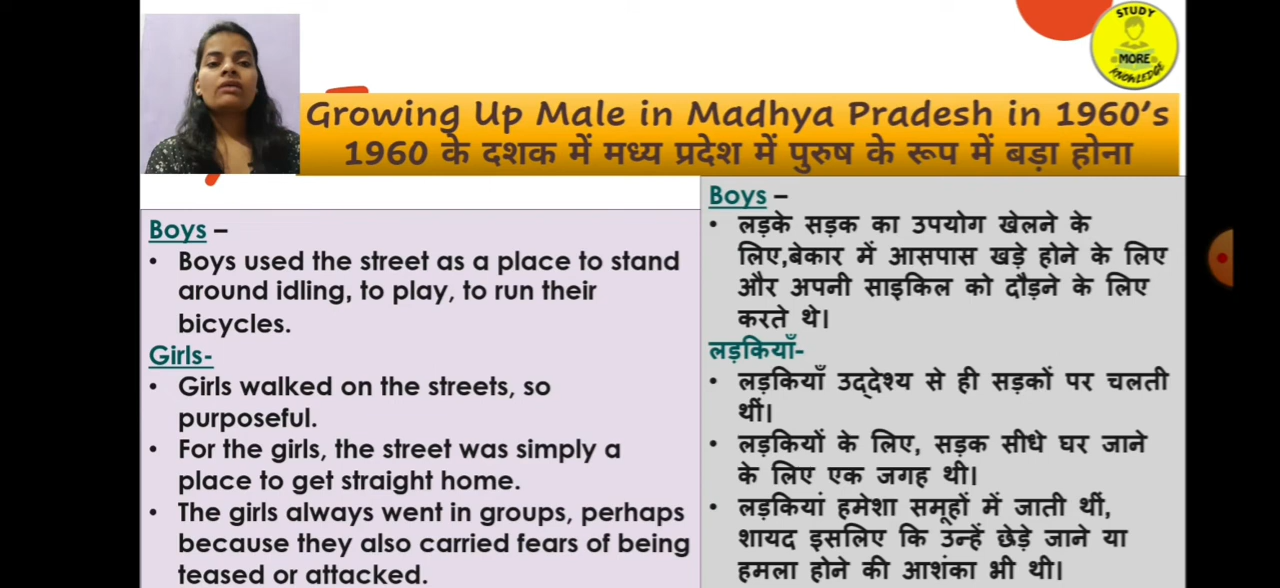 STUDY
MORE
KNOWLEDGE
Growing Up Male in Madhya Pradesh in 1960's
1960 के दशक में मध्य प्रदेश में पुरुष के रूप में बड़ा होना
Boys –
• Boys used the street as a place to stand
around idling, to play, to run their
bicycles.
Girls-
• Girls walked on the streets, so
purposeful.
• For the girls, the street was simply a
place to get straight home.
• The girls always went in groups, perhaps
because they also carried fears of being
teased or attacked.
Boys –
• लड़के सड़क का उपयोग खेलने के
लिए,बेकार में आसपास खड़े होने के लिए
और अपनी साइकिल को दौड़ने के लिए
करते थे।
लड़कियाँ-
• लड़कियाँ उद्देश्य से ही सड़कों पर चलती
थीं।
• लड़कियों के लिए, सड़क सीधे घर जाने
के लिए एक जगह थी।
• लड़कियां हमेशा समूहों में जाती थीं,
शायद इसलिए कि उन्हें छेड़े जाने या
हमला होने की आशंका भी थी।